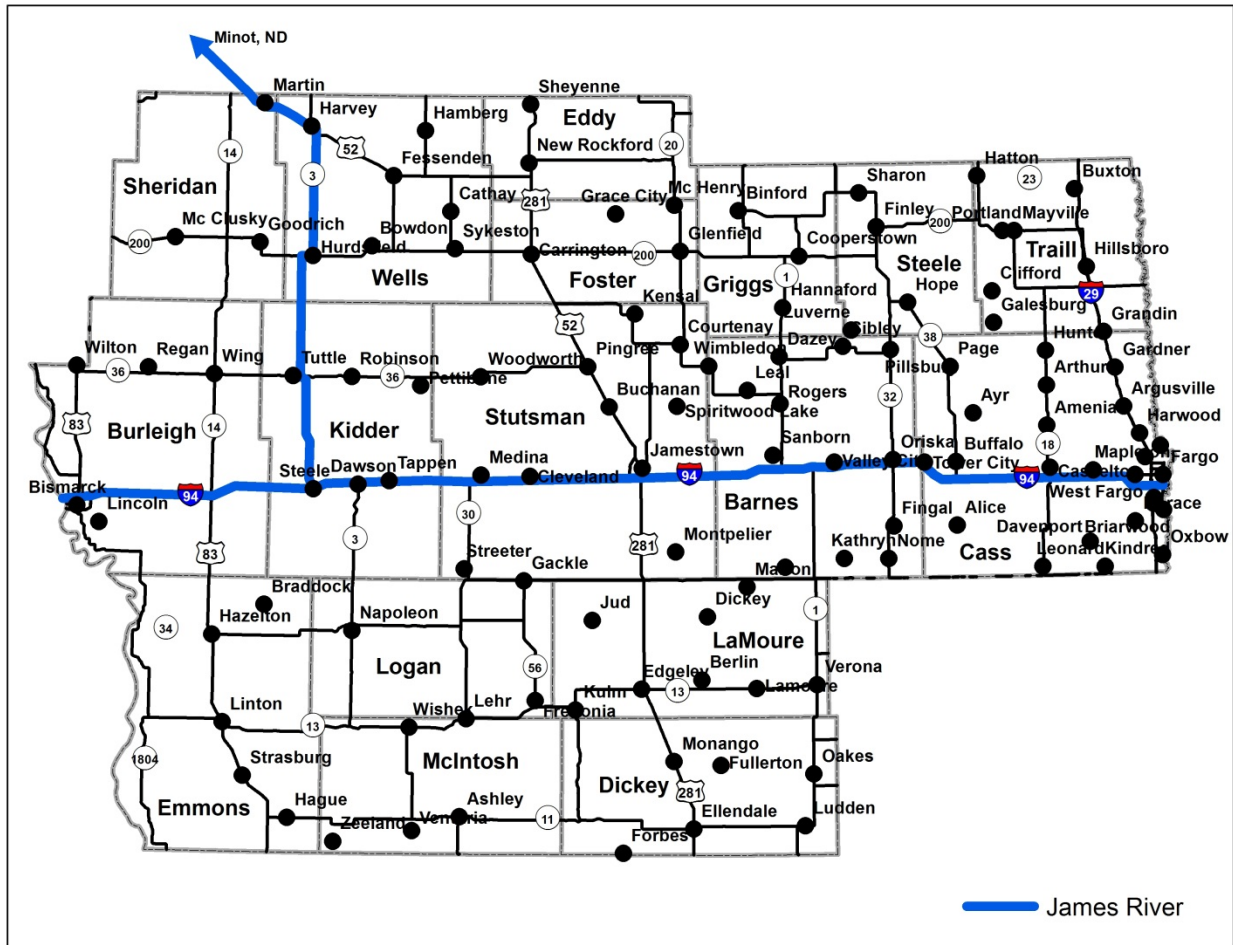 Minot, ND
Martin
Harvey
Hamberg
Sheyenne
Eddy
14
52
3
Fessenden
New Rockford
20
Hatton
23
Buxton
Sheridan
Cathay
281
Grace City
Mc Henry
Binford
Sharon
Finley
Portland
Mayville
Mc Clusky
Goodrich
Bowdon
Sykeston
200
Hurdsfield
Carrington
200
Glenfield
Cooperstown
200
Traill
Hillsboro
Wells
Foster
Griggs
1
Steele
Clifford
Hope
Galesburg
29
Kensal
Hannaford
Luverne
Grandin
52
Courtenay
Sibley
38
Hunter
Wilton
Regan
Wing
Tuttle
Robinson
Woodworth
Pingree
Wimbledon
Dazey
Page
Gardner
36
36
Pettibone
Pillsbury
Arthur
Leal
Buchanan
Rogers
Argusville
Stutsman
Spiritwood Lake
32
Ayr
Amenia
Harwood
83
14
Burleigh
Kidder
Jamestown
Sanborn
Oriska
Buffalo
18
Mapleton
Fargo
Steele
Dawson
Tappen
Medina
Cleveland
94
Valley City
Tower City
94
Casselton
Bismarck
94
Lincoln
West Fargo
Barnes
30
Fingal
Alice
Davenport
Briarwood
83
3
281
Montpelier
Kathryn
Nome
Cass
Oxbow
Streeter
Leonard
Gackle
Marion
Braddock
34
Hazelton
Napoleon
Jud
Dickey
1
LaMoure
Logan
56
Edgeley
Berlin
Verona
Kulm
13
Lamoure
Linton
Lehr
Fredonia
13
Wishek
1804
Strasburg
McIntosh
Monango
Fullerton
Oakes
Dickey
Emmons
281
Hague
Ashley
11
Ellendale
Ludden
Zeeland
Venturia
Forbes
James River